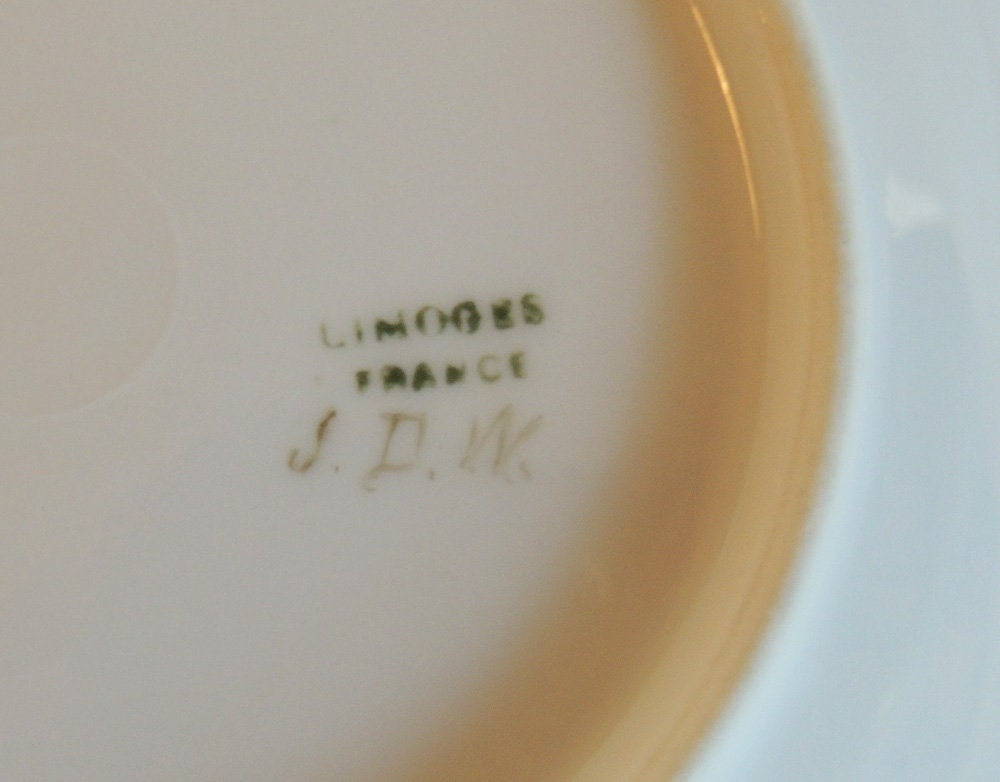 LIMOGES
FRANCE
J. D. W.